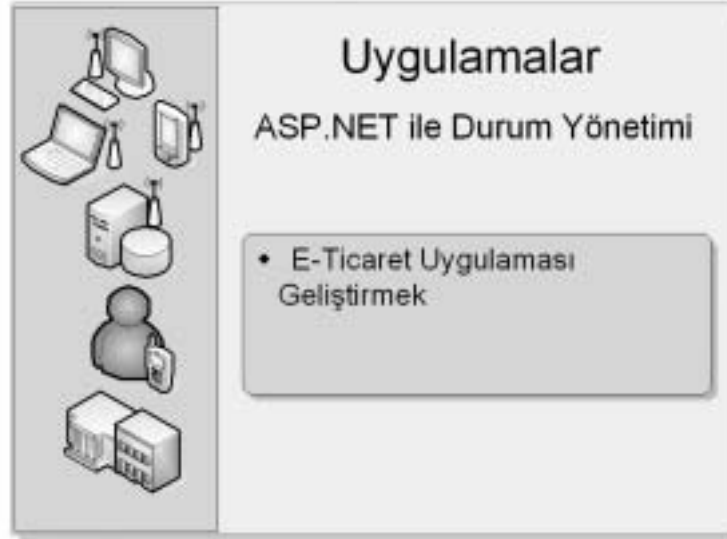 Uygulamalar
ASP.NET ile Durum Yönetimi
• E-Ticaret Uygulaması
Geliştirmek